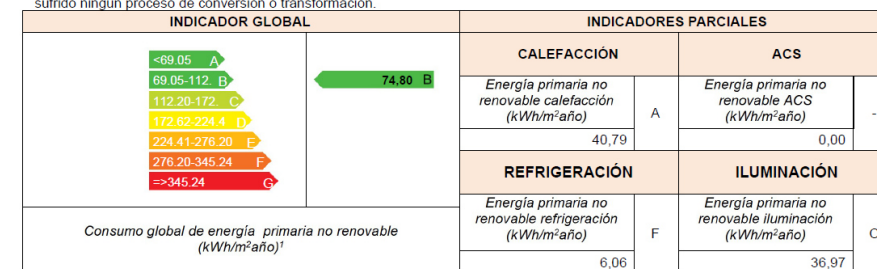 sufrido ningún proceso de conversión o transformación.
INDICADOR GLOBAL
INDICADORES PARCIALES
<69.05 A
69.05-112. B
112.20-172. C
172.62-224.4 D
224.41-276.20 E
276.20-345.24 F
=>345.24 G
74,80 B
CALEFACCIÓN
ACS
Energía primaria no
renovable calefacción
(kWh/m²año)
A
Energía primaria no
renovable ACS
(kWh/m²año)
-
40,79
0,00
REFRIGERACIÓN
ILUMINACIÓN
Energía primaria no
renovable refrigeración
(kWh/m²año)
F
Energía primaria no
renovable iluminación
(kWh/m²año)
6,06
36,97
Consumo global de energía primaria no renovable
(kWh/m²año)¹